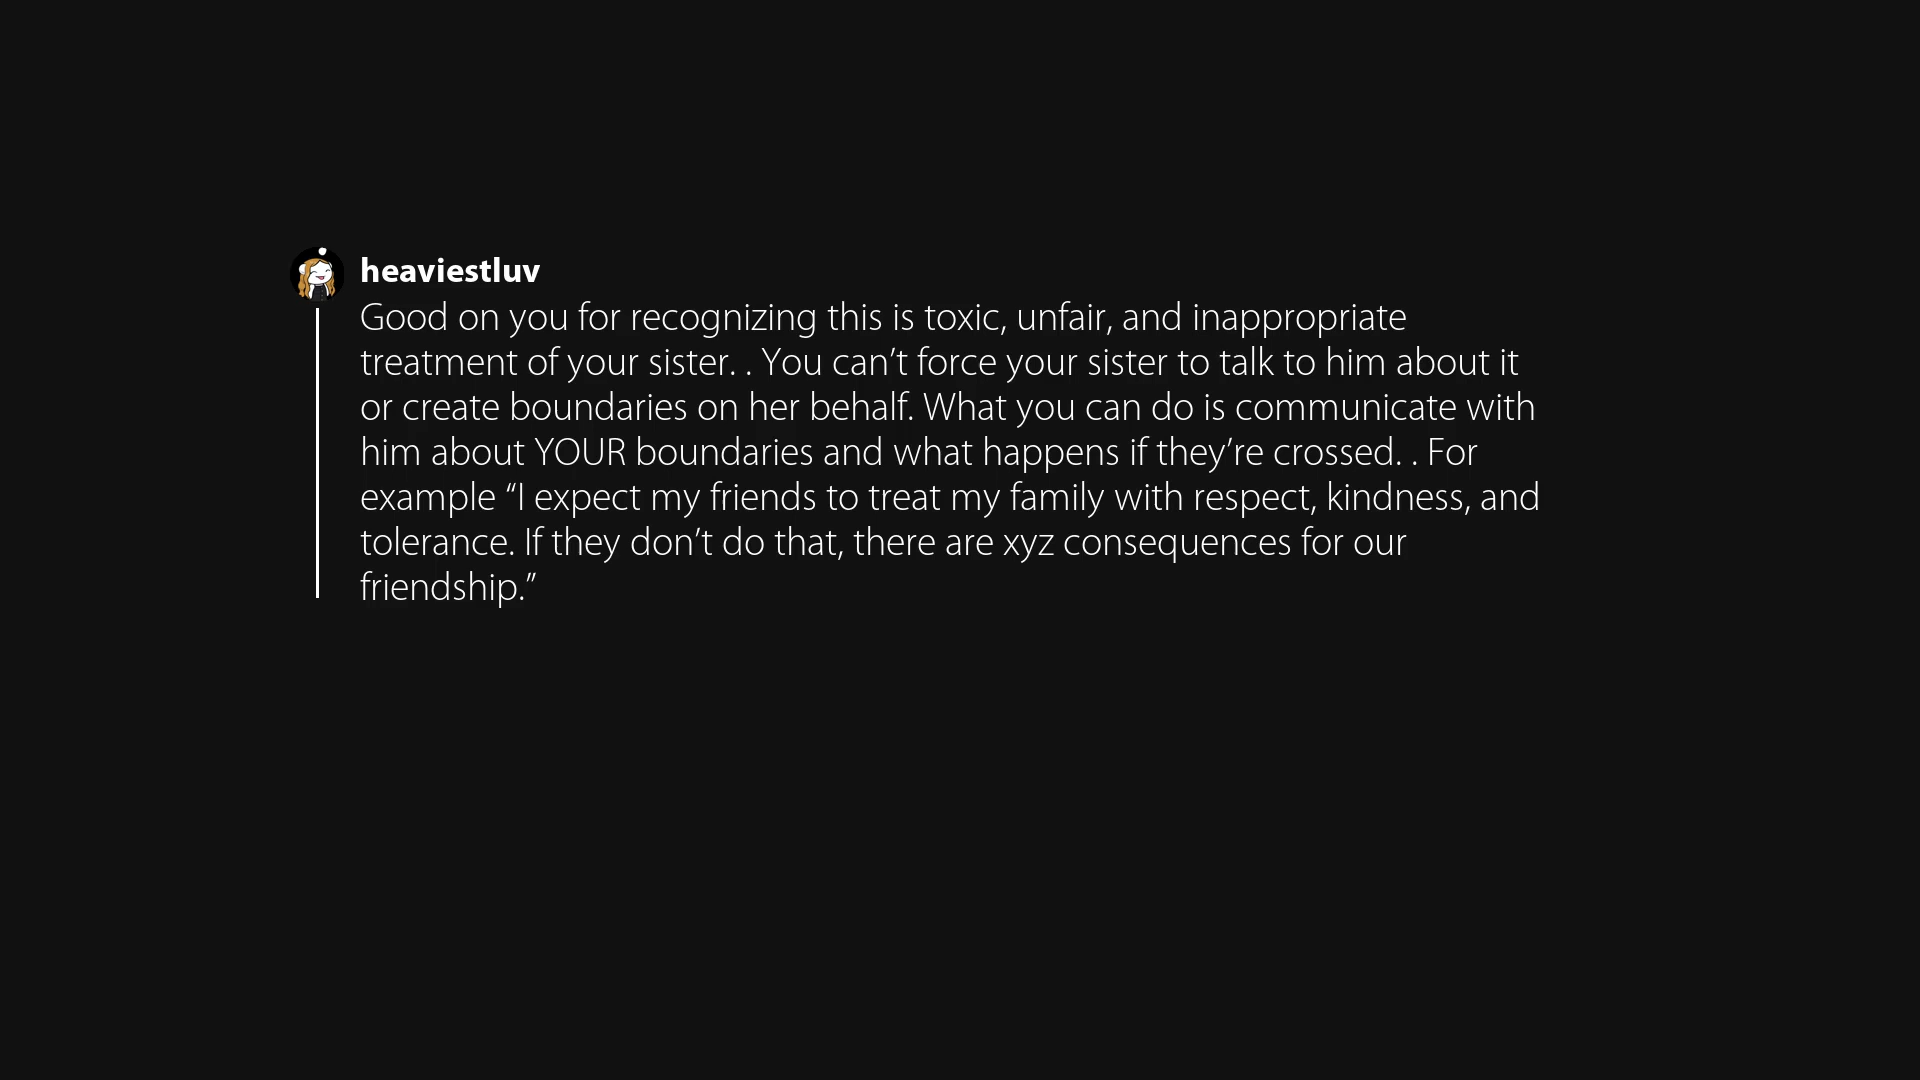 heaviestluv
Good on you for recognizing this is toxic, unfair, and inappropriate
treatment of your sister. . You can’t force your sister to talk to him about it
or create boundaries on her behalf. What you can do is communicate with
him about YOUR boundaries and what happens if they’re crossed. . For
example “I expect my friends to treat my family with respect, kindness, and
tolerance. If they don’t do that, there are xyz consequences for our
friendship.”